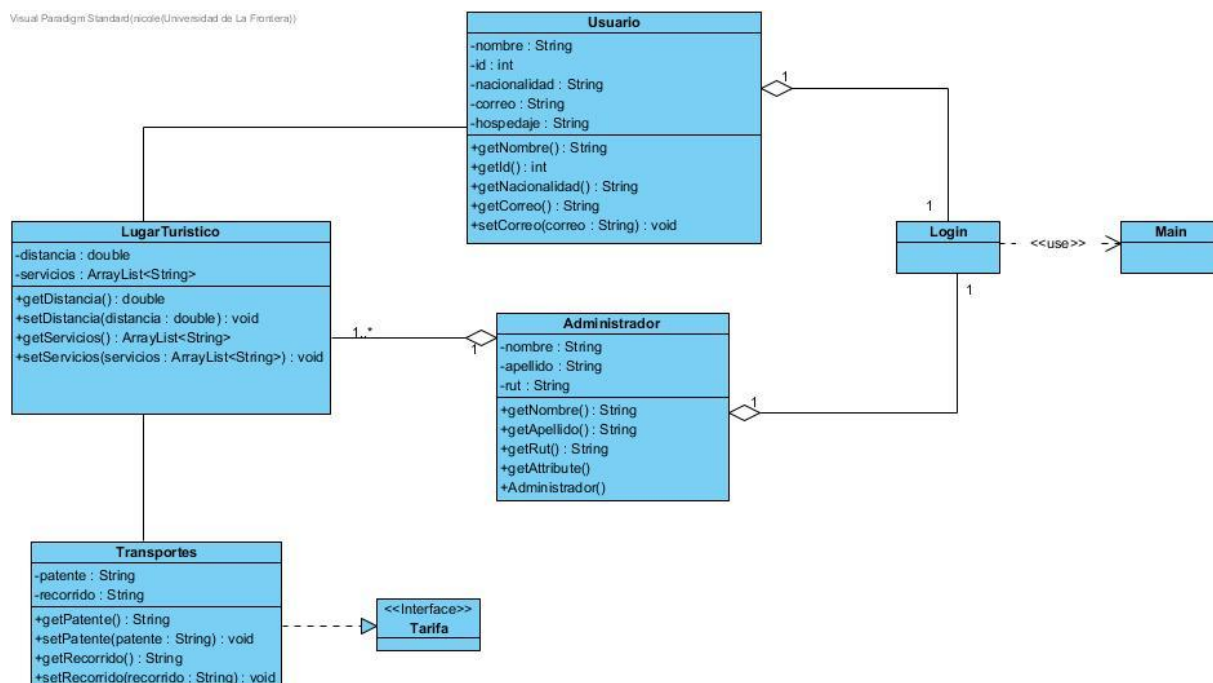 Visual Paradigm Standard(nicole(Universidad de La Frontera))
Usuario
-nombre : String
-id : int
-nacionalidad : String
-correo : String
-hospedaje : String
+getNombre() : String
+getId() : int
+getNacionalidad() : String
+getCorreo() : String
+setCorreo(correo : String) : void
1
1
LugarTuristico
-distancia : double
-servicios : ArrayList<String>
+getDistancia() : double
+setDistancia(distancia : double) : void
+getServicios() : ArrayList<String>
+setServicios(servicios : ArrayList<String>) : void
Login
<<use>>
Main
1
1..*
1
Administrador
-nombre : String
-apellido : String
-rut : String
+getNombre() : String
+getApellido() : String
+getRut() : String
+getAttribute()
+Administrador()
1
Transportes
-patente : String
-recorrido : String
+getPatente() : String
+setPatente(patente : String) : void
+getRecorrido() : String
+setRecorrido(recorrido : String) : void
<<Interface>>
Tarifa